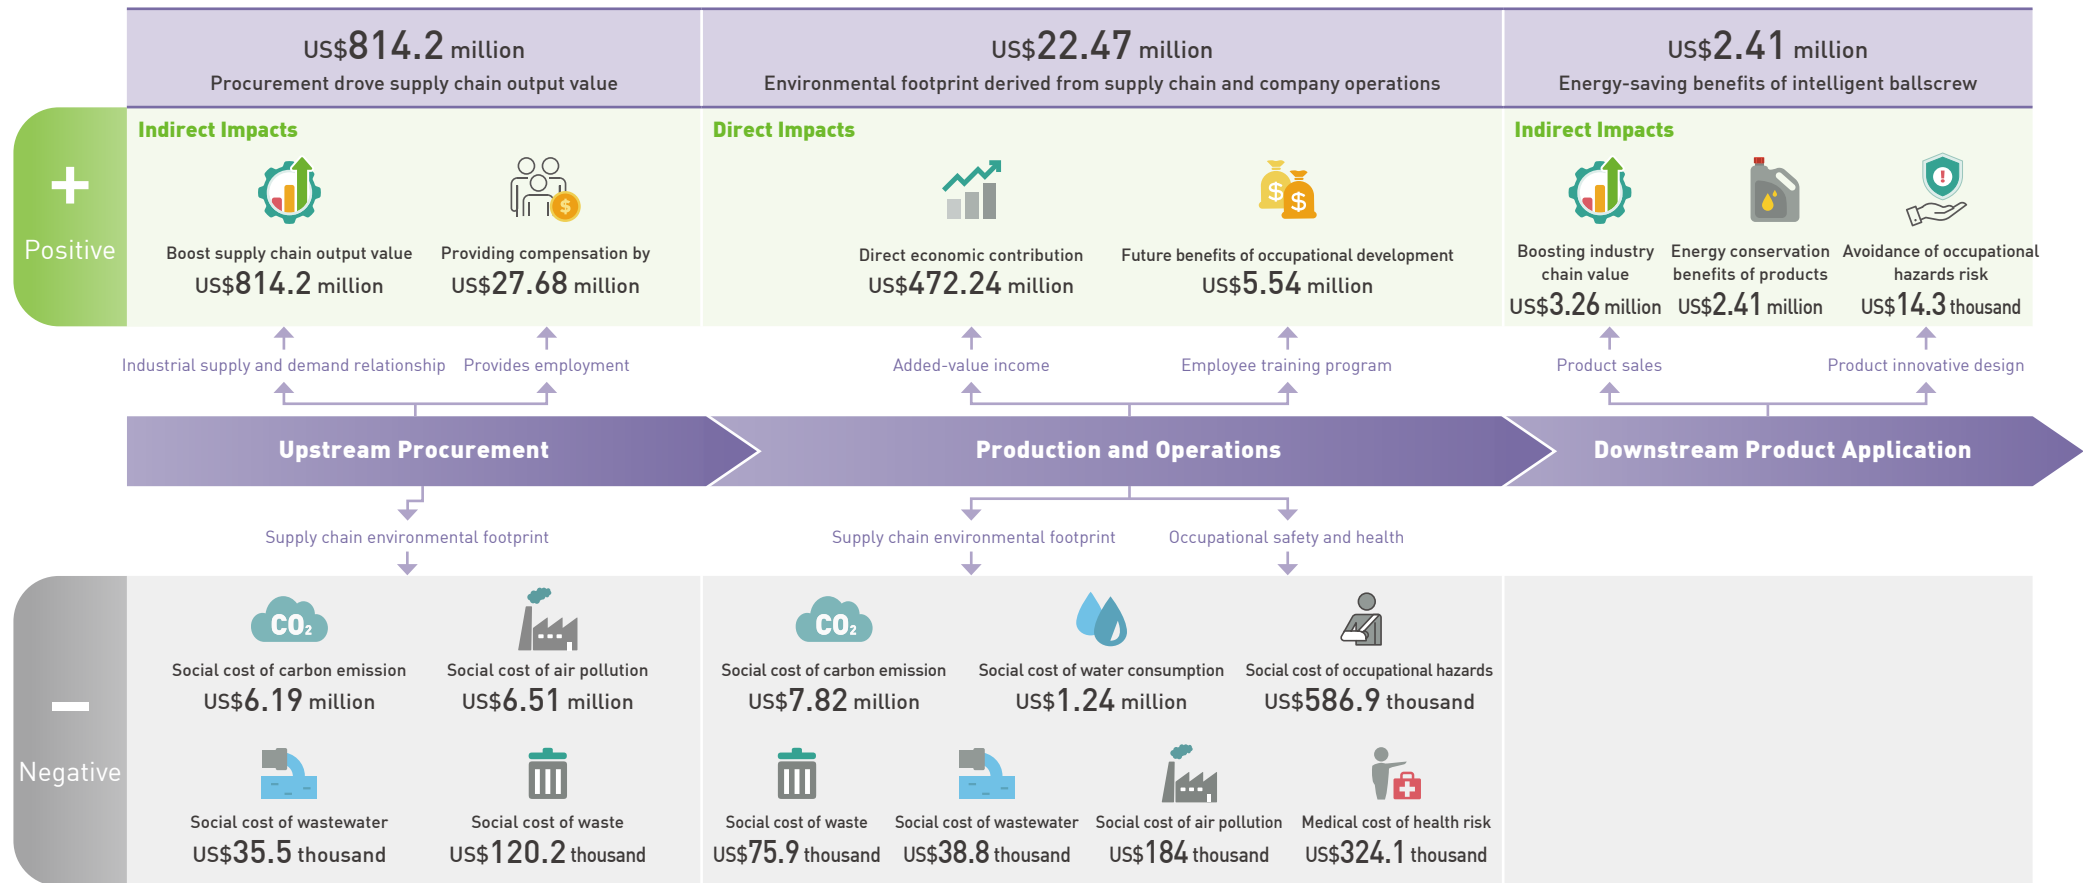 US$814.2 million
Procurement drove supply chain output value
US$22.47 million
Environmental footprint derived from supply chain and company operations
US$2.41 million
Energy-saving benefits of intelligent ballscrew
+
Positive
Indirect Impacts
Boost supply chain output value
US$814.2 million
$
Providing compensation by
US$27.68 million
Direct Impacts
Direct economic contribution
US$472.24 million
$ $
Future benefits of occupational development
US$5.54 million
Indirect Impacts
Boosting industry
chain value
US$3.26 million
Energy conservation
benefits of products
US$2.41 million
!
Avoidance of occupational
hazards risk
US$14.3 thousand
Industrial supply and demand relationship
Provides employment
Added-value income
Employee training program
Product sales
Product innovative design
Upstream Procurement
Production and Operations
Downstream Product Application
Supply chain environmental footprint
Supply chain environmental footprint
Occupational safety and health
−
Negative
CO₂
Social cost of carbon emission
US$6.19 million
Social cost of air pollution
US$6.51 million
Social cost of wastewater
US$35.5 thousand
Social cost of waste
US$120.2 thousand
CO₂
Social cost of carbon emission
US$7.82 million
Social cost of water consumption
US$1.24 million
Social cost of occupational hazards
US$586.9 thousand
Social cost of waste
US$75.9 thousand
Social cost of wastewater
US$38.8 thousand
Social cost of air pollution
US$184 thousand
Medical cost of health risk
US$324.1 thousand